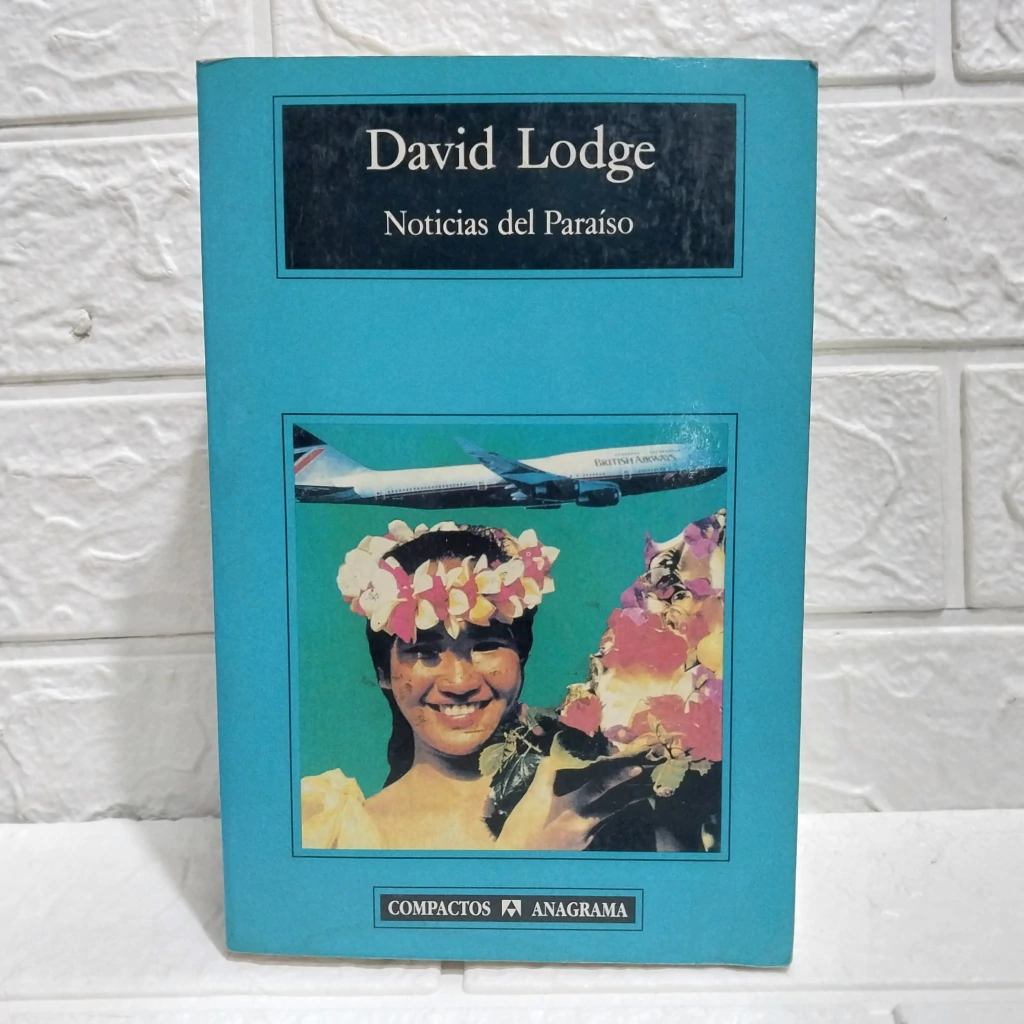 David Lodge
Noticias del Paraíso
BRITISH AIRWAYS
COMPACTOS ANAGRAMA